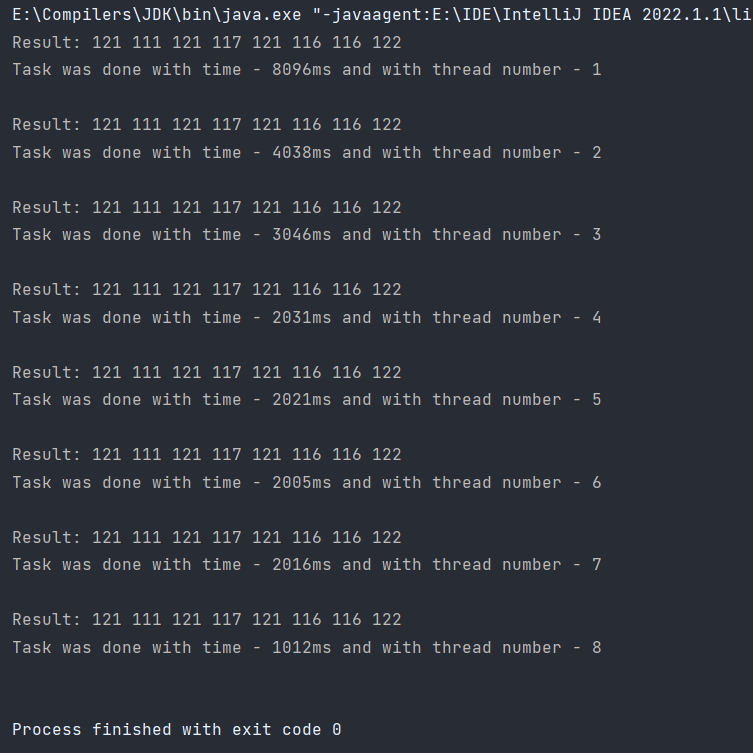 E:\Compilers\JDK\bin\java.exe "-javaagent:E:\IDE\IntelliJ IDEA 2022.1.1\li
Result: 121 111 121 117 121 116 116 122
Task was done with time - 8096ms and with thread number - 1
Result: 121 111 121 117 121 116 116 122
Task was done with time - 4038ms and with thread number - 2
Result: 121 111 121 117 121 116 116 122
Task was done with time - 3046ms and with thread number - 3
Result: 121 111 121 117 121 116 116 122
Task was done with time - 2031ms and with thread number - 4
Result: 121 111 121 117 121 116 116 122
Task was done with time - 2021ms and with thread number - 5
Result: 121 111 121 117 121 116 116 122
Task was done with time - 2005ms and with thread number - 6
Result: 121 111 121 117 121 116 116 122
Task was done with time - 2016ms and with thread number - 7
Result: 121 111 121 117 121 116 116 122
Task was done with time - 1012ms and with thread number - 8
Process finished with exit code 0